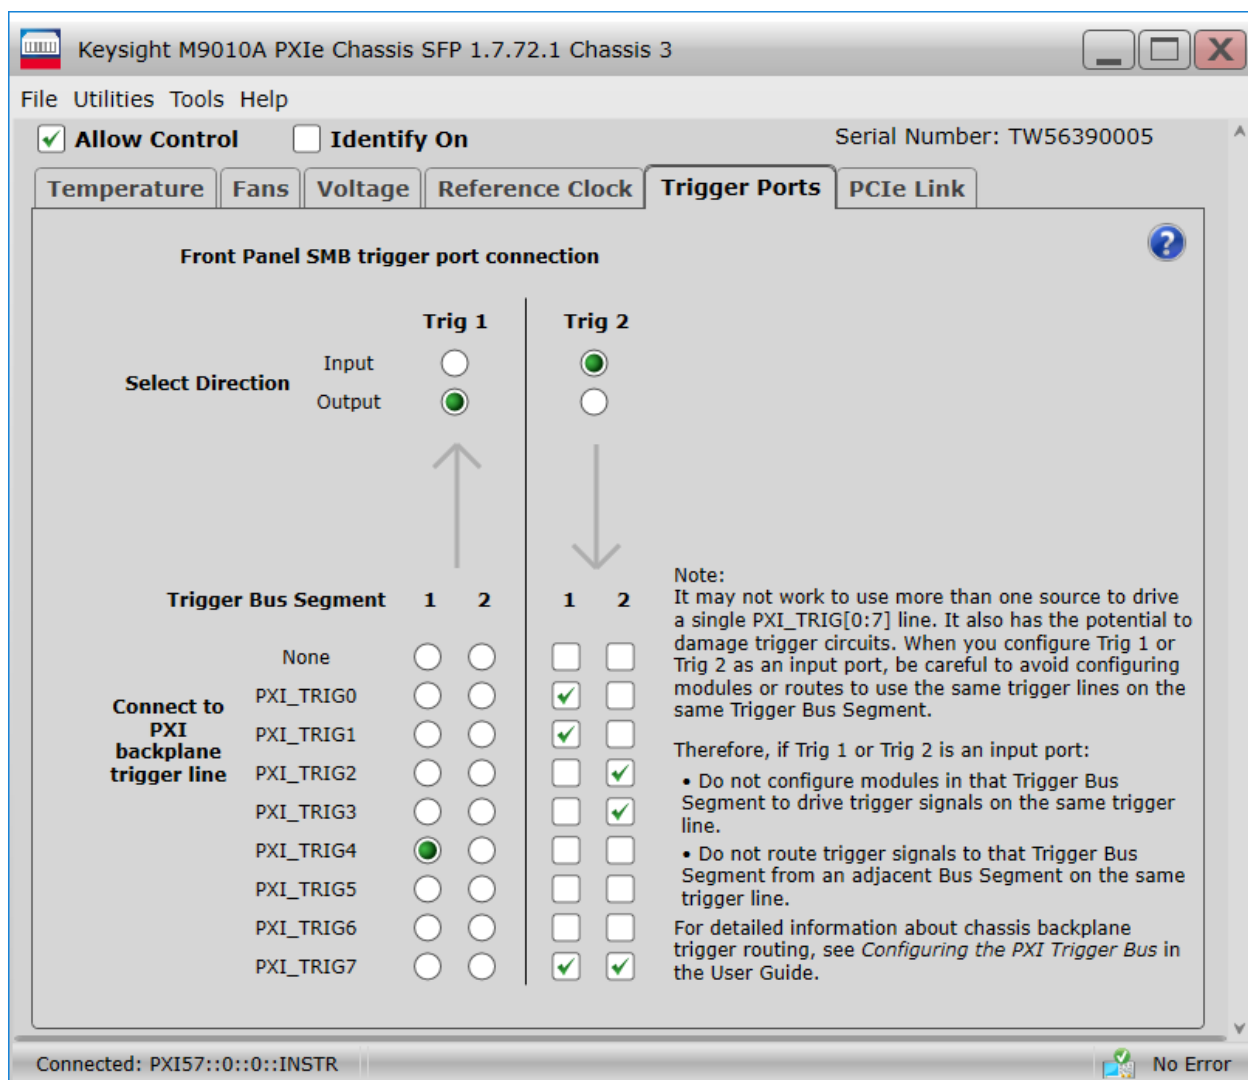 Keysight M9010A PXIe Chassis SFP 1.7.72.1 Chassis 3
File Utilities Tools Help
Allow Control Identify On Serial Number: TW56390005
Temperature Fans Voltage Reference Clock Trigger Ports PCIe Link
Front Panel SMB trigger port connection
Trig 1 Trig 2
Select Direction
Input
Output
Trigger Bus Segment 1 2 1 2
Connect to
PXI
backplane
trigger line
None
PXI_TRIG0
PXI_TRIG1
PXI_TRIG2
PXI_TRIG3
PXI_TRIG4
PXI_TRIG5
PXI_TRIG6
PXI_TRIG7
Note:
It may not work to use more than one source to drive
a single PXI_TRIG[0:7] line. It also has the potential to
damage trigger circuits. When you configure Trig 1 or
Trig 2 as an input port, be careful to avoid configuring
modules or routes to use the same trigger lines on the
same Trigger Bus Segment.
Therefore, if Trig 1 or Trig 2 is an input port:
• Do not configure modules in that Trigger Bus
Segment to drive trigger signals on the same trigger
line.
• Do not route trigger signals to that Trigger Bus
Segment from an adjacent Bus Segment on the same
trigger line.
For detailed information about chassis backplane
trigger routing, see Configuring the PXI Trigger Bus in
the User Guide.
Connected: PXI57::0::0::INSTR No Error